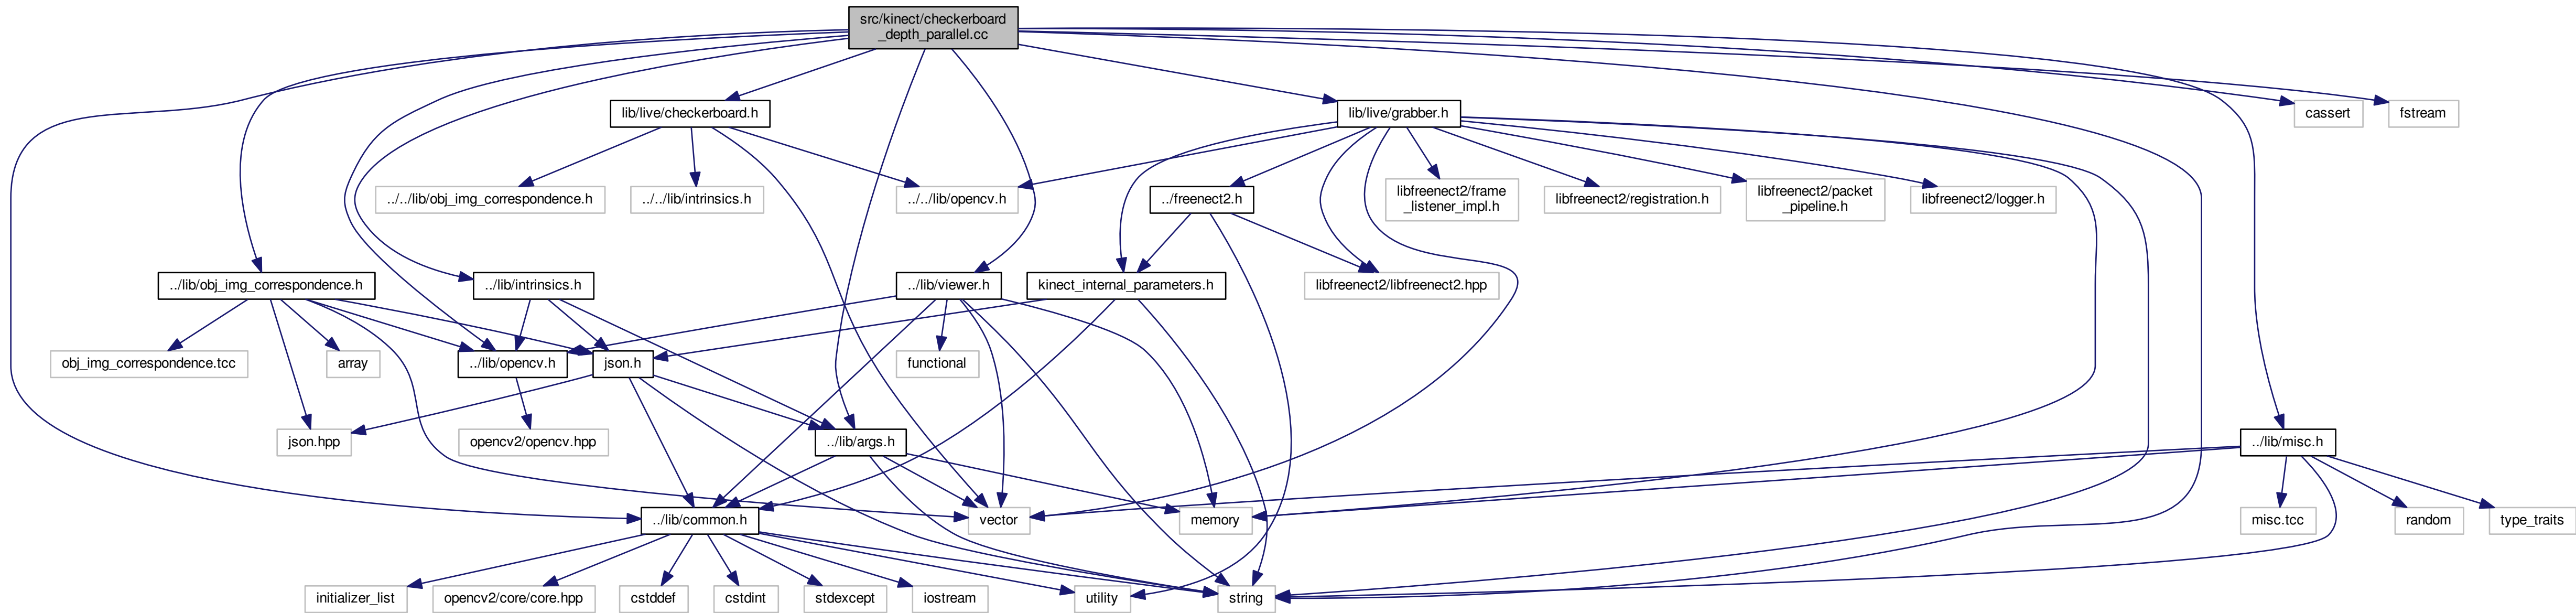 src/kinect/checkerboard
_depth_parallel.cc
lib/live/checkerboard.h
lib/live/grabber.h
cassert
fstream
../../lib/obj_img_correspondence.h
../../lib/intrinsics.h
../../lib/opencv.h
../freenect2.h
libfreenect2/frame
_listener_impl.h
libfreenect2/registration.h
libfreenect2/packet
_pipeline.h
libfreenect2/logger.h
../lib/obj_img_correspondence.h
../lib/intrinsics.h
../lib/viewer.h
kinect_internal_parameters.h
libfreenect2/libfreenect2.hpp
obj_img_correspondence.tcc
array
../lib/opencv.h
json.h
functional
json.hpp
opencv2/opencv.hpp
../lib/args.h
../lib/misc.h
../lib/common.h
vector
memory
misc.tcc
random
type_traits
initializer_list
opencv2/core/core.hpp
cstddef
cstdint
stdexcept
iostream
utility
string